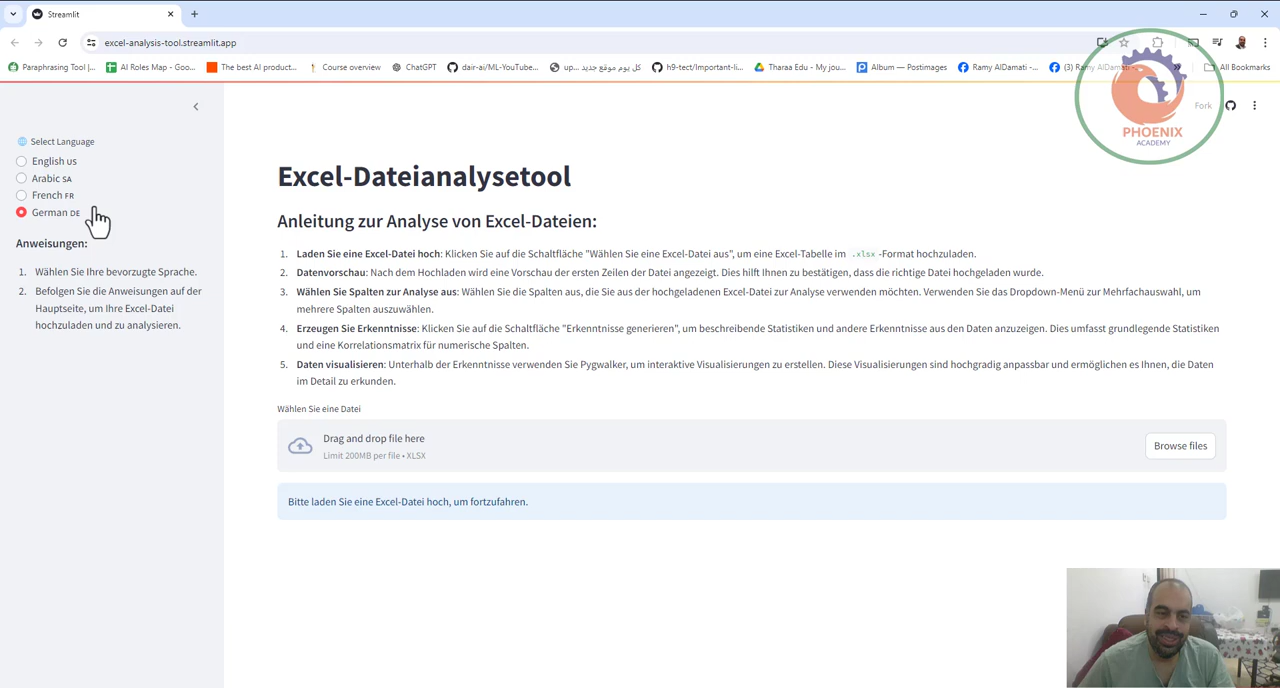 Streamlit
excel-analysis-tool.streamlit.app
Paraphrasing Tool |...
AI Roles Map - Goo...
The best AI product...
Course overview
ChatGPT
cr-ai/ML-YouTube...
up... كل يوم موقع جديد
h9-tect/Important-li...
Tharaa Edu - My jou...
Album — Postimages
Ramy AlDamati -...
(3) Ramy AlDamati
All Bookmarks
PHOENIX
ACADEMY
Fork
Select Language
English US
Arabic SA
French FR
German DE
Anweisungen:
1. Wählen Sie Ihre bevorzugte Sprache.
2. Befolgen Sie die Anweisungen auf der
Hauptseite, um Ihre Excel-Datei
hochzuladen und zu analysieren.
Excel-Dateianalysetool
Anleitung zur Analyse von Excel-Dateien:
1. Laden Sie eine Excel-Datei hoch: Klicken Sie auf die Schaltfläche "Wählen Sie eine Excel-Datei aus", um eine Excel-Tabelle im .xlsx -Format hochzuladen.
2. Datenvorschau: Nach dem Hochladen wird eine Vorschau der ersten Zeilen der Datei angezeigt. Dies hilft Ihnen zu bestätigen, dass die richtige Datei hochgeladen wurde.
3. Wählen Sie Spalten zur Analyse aus: Wählen Sie die Spalten aus, die Sie aus der hochgeladenen Excel-Datei zur Analyse verwenden möchten. Verwenden Sie das Dropdown-Menü zur Mehrfachauswahl, um
mehrere Spalten auszuwählen.
4. Erzeugen Sie Erkenntnisse: Klicken Sie auf die Schaltfläche "Erkenntnisse generieren", um beschreibende Statistiken und andere Erkenntnisse aus den Daten anzuzeigen. Dies umfasst grundlegende Statistiken
und eine Korrelationsmatrix für numerische Spalten.
5. Daten visualisieren: Unterhalb der Erkenntnisse verwenden Sie Pygwalker, um interaktive Visualisierungen zu erstellen. Diese Visualisierungen sind hochgradig anpassbar und ermöglichen es Ihnen, die Daten
im Detail zu erkunden.
Wählen Sie eine Datei
Drag and drop file here
Limit 200MB per file • XLSX
Browse files
Bitte laden Sie eine Excel-Datei hoch, um fortzufahren.